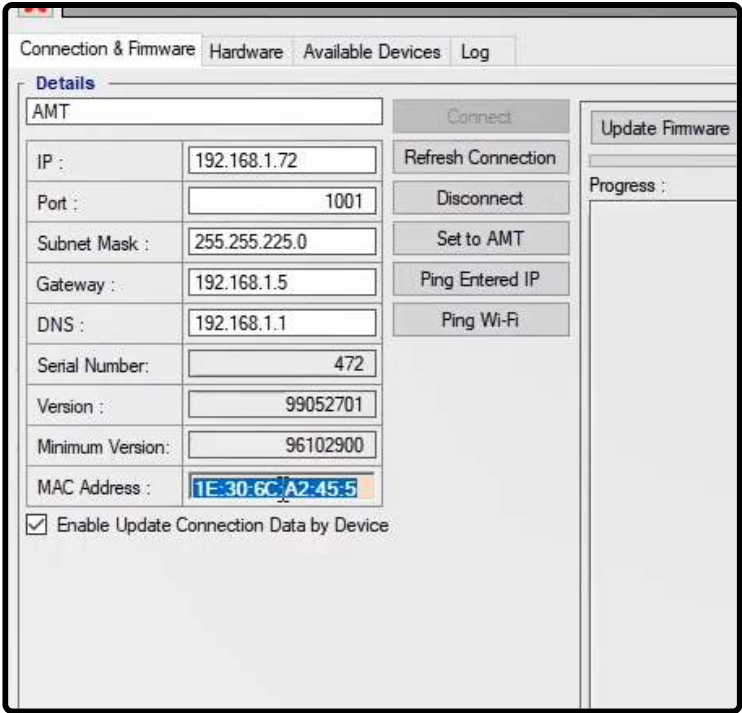 Connection & Firmware Hardware Available Devices Log
Details
AMT
Connect
Update Firmware
IP : 192.168.1.72
Refresh Connection
Progress :
Port : 1001
Disconnect
Subnet Mask : 255.255.225.0
Set to AMT
Gateway : 192.168.1.5
Ping Entered IP
DNS : 192.168.1.1
Ping Wi-Fi
Serial Number: 472
Version : 99052701
Minimum Version: 96102900
MAC Address : 1E:30:6C:A2:45:5
Enable Update Connection Data by Device